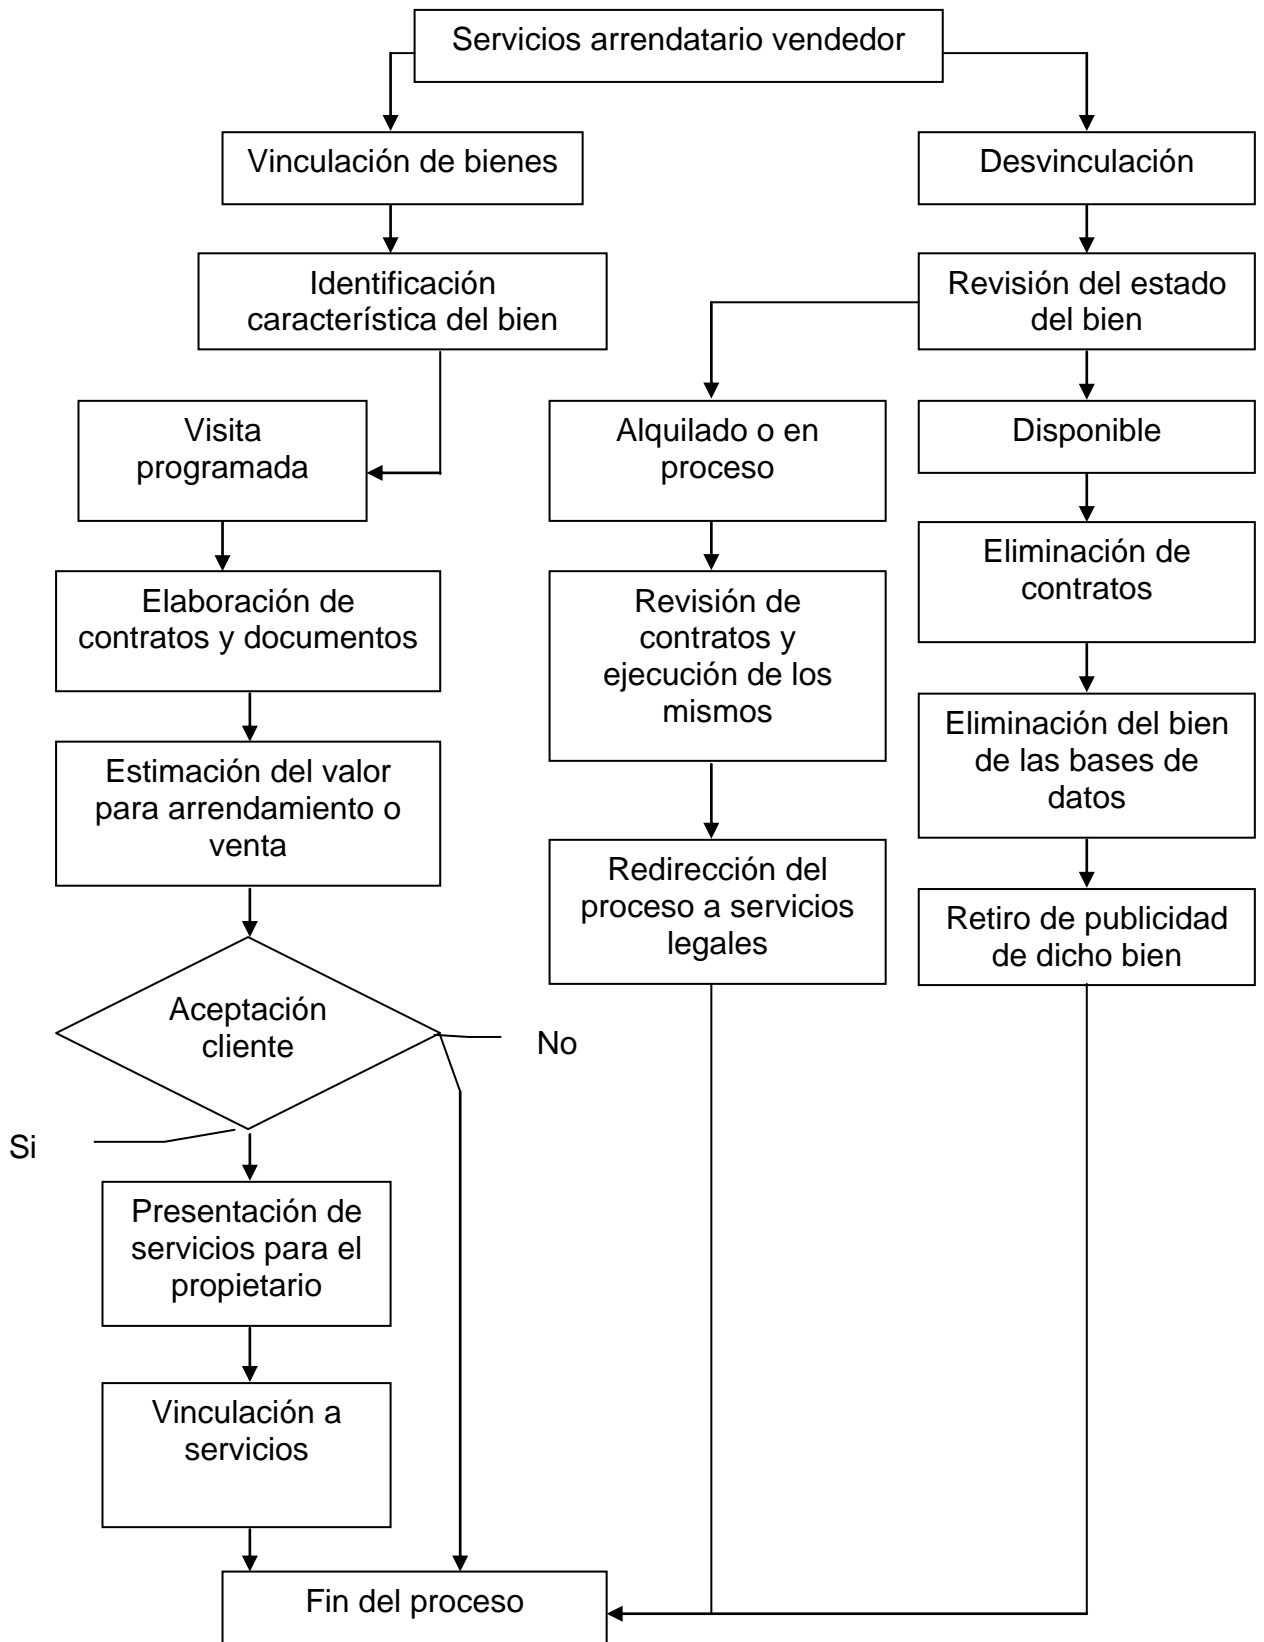 Servicios arrendatario vendedor
Vinculación de bienes
Desvinculación
Identificación
característica del bien
Revisión del estado
del bien
Visita
programada
Alquilado o en
proceso
Disponible
Elaboración de
contratos y documentos
Revisión de
contratos y
ejecución de los
mismos
Eliminación de
contratos
Estimación del valor
para arrendamiento o
venta
Eliminación del bien
de las bases de
datos
Redirección del
proceso a servicios
legales
Retiro de publicidad
de dicho bien
Aceptación
cliente
No
Si
Presentación de
servicios para el
propietario
Vinculación a
servicios
Fin del proceso